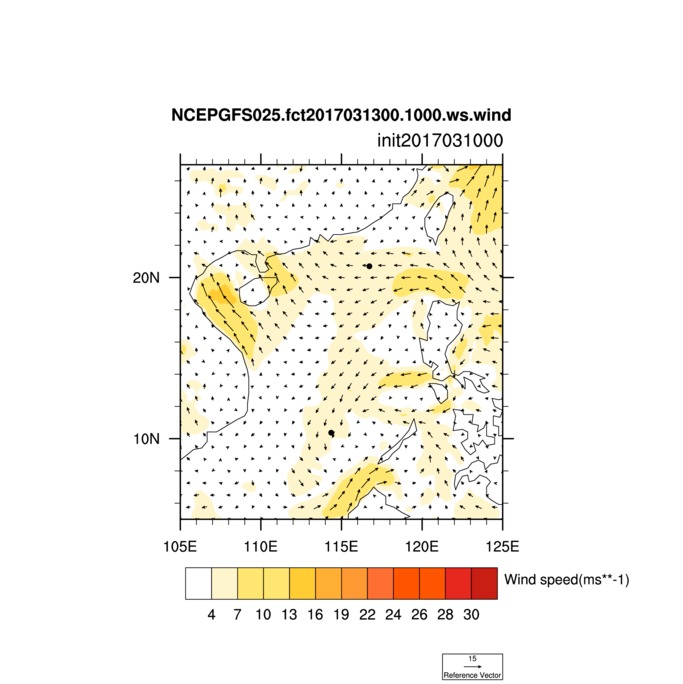 NCEPGFS025.fct2017031300.1000.ws.wind
init2017031000
20N
10N
105E 110E 115E 120E 125E
Wind speed(ms**-1)
4 7 10 13 16 19 22 24 26 28 30
15
Reference Vector